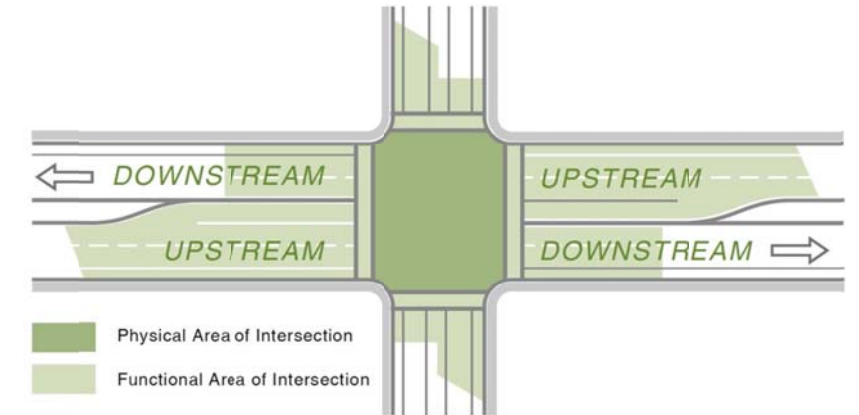 DOWNSTREAM
UPSTREAM
UPSTREAM
DOWNSTREAM
Physical Area of Intersection
Functional Area of Intersection